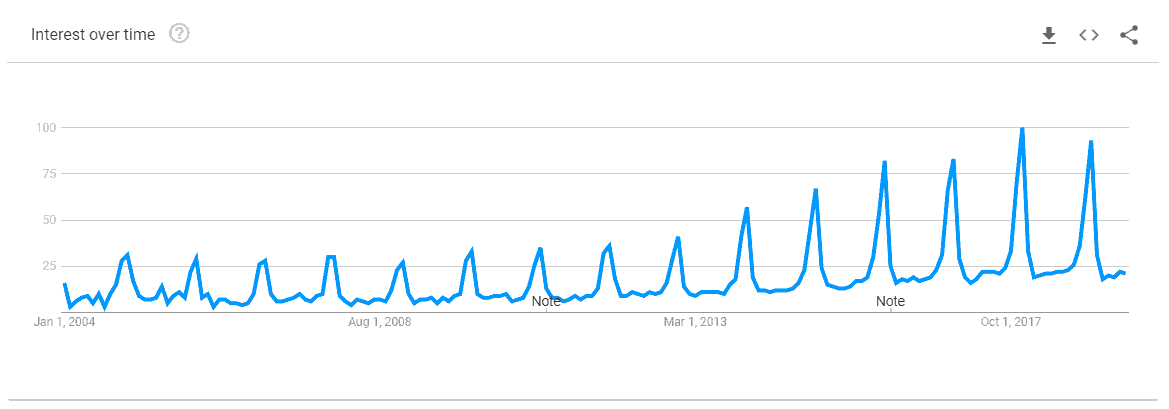 Interest over time ?
100
75
50
25
Note Note
Jan 1, 2004 Aug 1, 2008 Mar 1, 2013 Oct 1, 2017